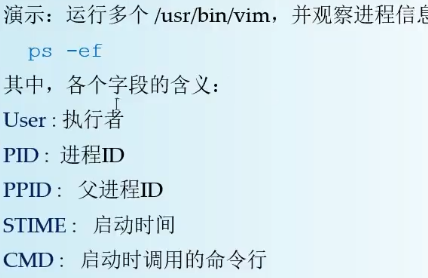 演示：运行多个 /usr/bin/vim，并观察进程信息
ps -ef
其中，各个字段的含义：
User : 执行者
PID : 进程ID
PPID : 父进程ID
STIME : 启动时间
CMD : 启动时调用的命令行